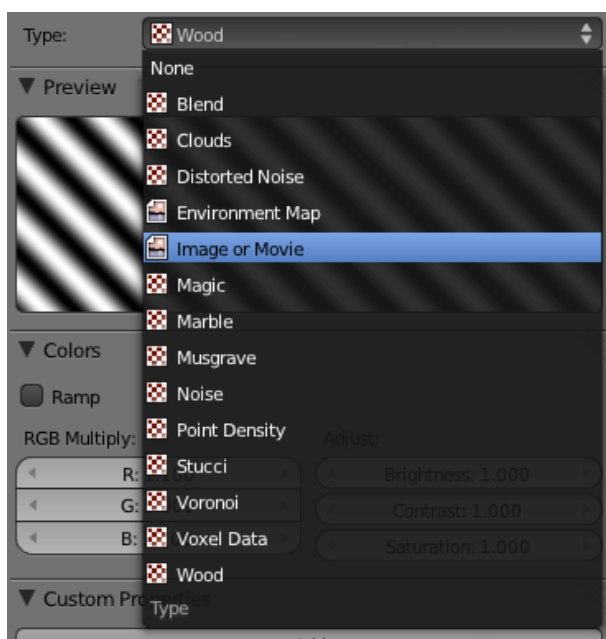 Type: Wood
None
Preview
Blend
Clouds
Distorted Noise
Environment Map
Image or Movie
Magic
Marble
Colors
Musgrave
Ramp
Noise
RGB Multiply:
Point Density
Adjust:
R:
Stucci
Brightness: 1.000
G:
Voronoi
Contrast: 1.000
B:
Voxel Data
Saturation: 1.000
Wood
Custom
Type